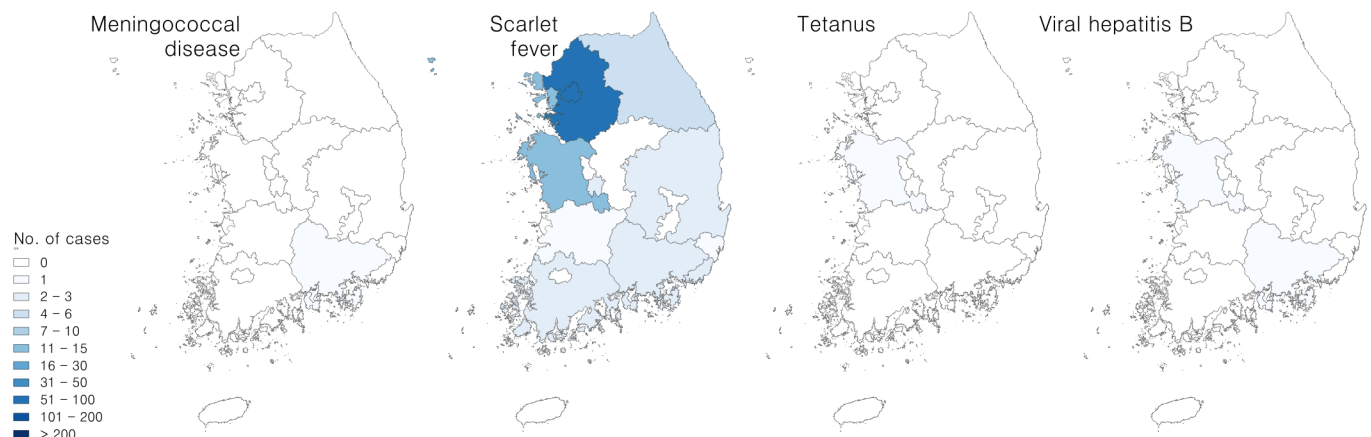 Meningococcal
disease
Scarlet
fever
Tetanus
Viral hepatitis B
No. of cases
0
1
2 – 3
4 – 6
7 – 10
11 – 15
16 – 30
31 – 50
51 – 100
101 – 200
> 200